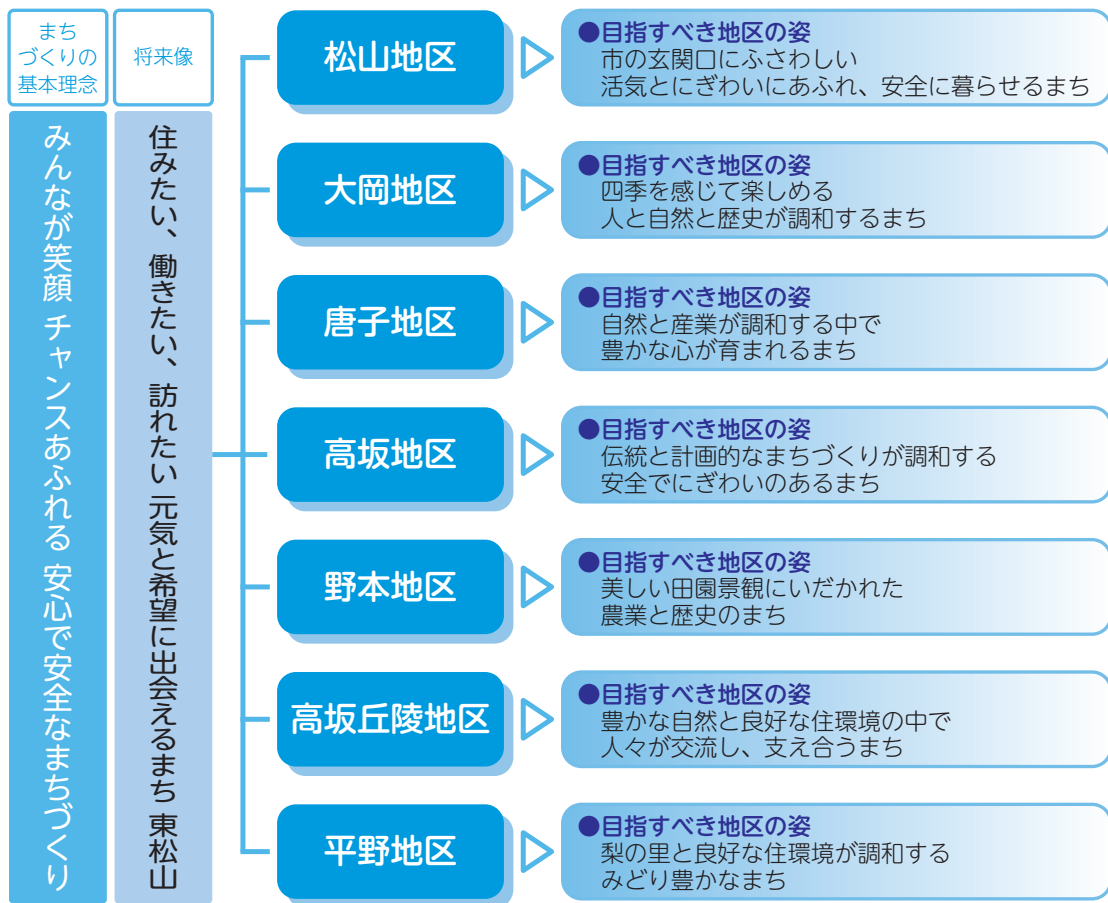 まち
づくりの
基本理念
みんなが笑顔 チャンスあふれる 安心で安全なまちづくり
将来像
住みたい、働きたい、訪れたい 元気と希望に出会えるまち 東松山
松山地区
●目指すべき地区の姿
市の玄関口にふさわしい
活気とにぎわいにあふれ、安全に暮らせるまち
大岡地区
●目指すべき地区の姿
四季を感じて楽しめる
人と自然と歴史が調和するまち
唐子地区
●目指すべき地区の姿
自然と産業が調和する中で
豊かな心が育まれるまち
高坂地区
●目指すべき地区の姿
伝統と計画的なまちづくりが調和する
安全でにぎわいのあるまち
野本地区
●目指すべき地区の姿
美しい田園景観にいだかれた
農業と歴史のまち
高坂丘陵地区
●目指すべき地区の姿
豊かな自然と良好な住環境の中で
人々が交流し、支え合うまち
平野地区
●目指すべき地区の姿
梨の里と良好な住環境が調和する
みどり豊かなまち